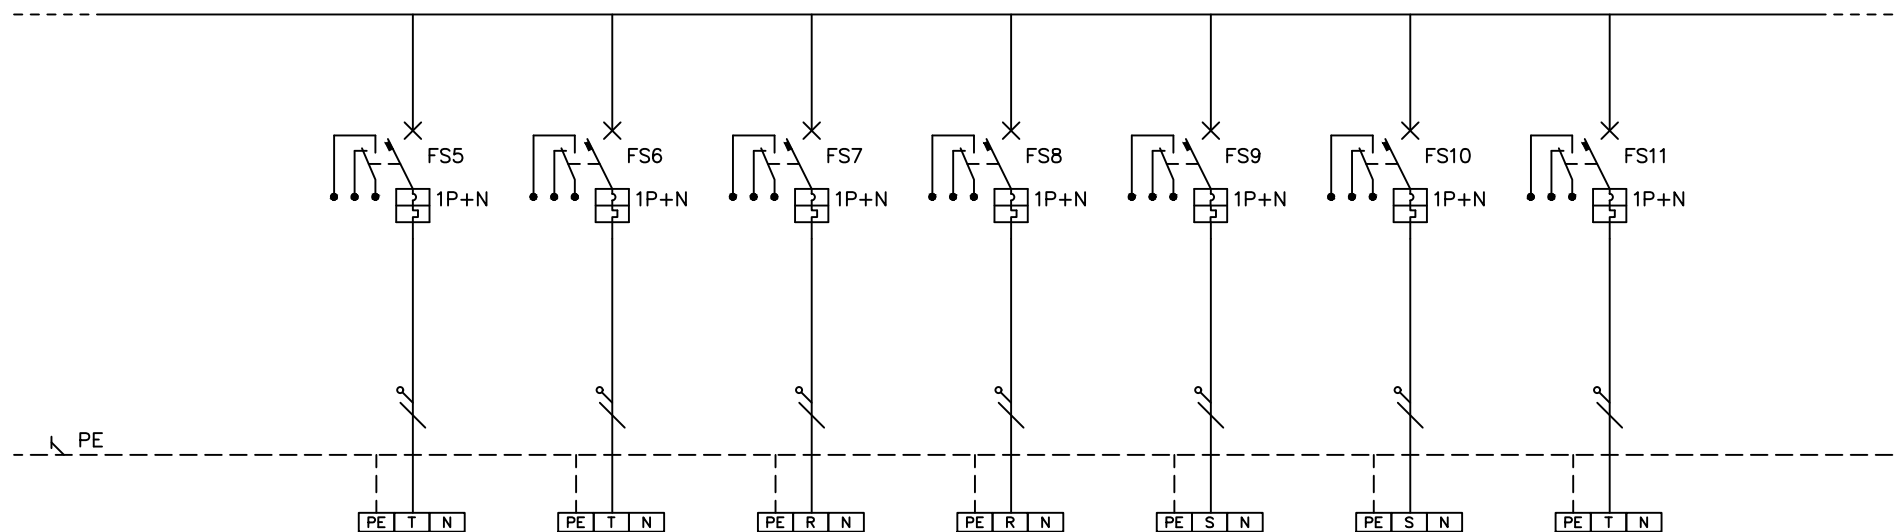 FS5 FS6 FS7 FS8 FS9 FS10 FS11
1P+N 1P+N 1P+N 1P+N 1P+N 1P+N 1P+N
PE
PE T N PE T N PE R N PE R N PE S N PE S N PE T N